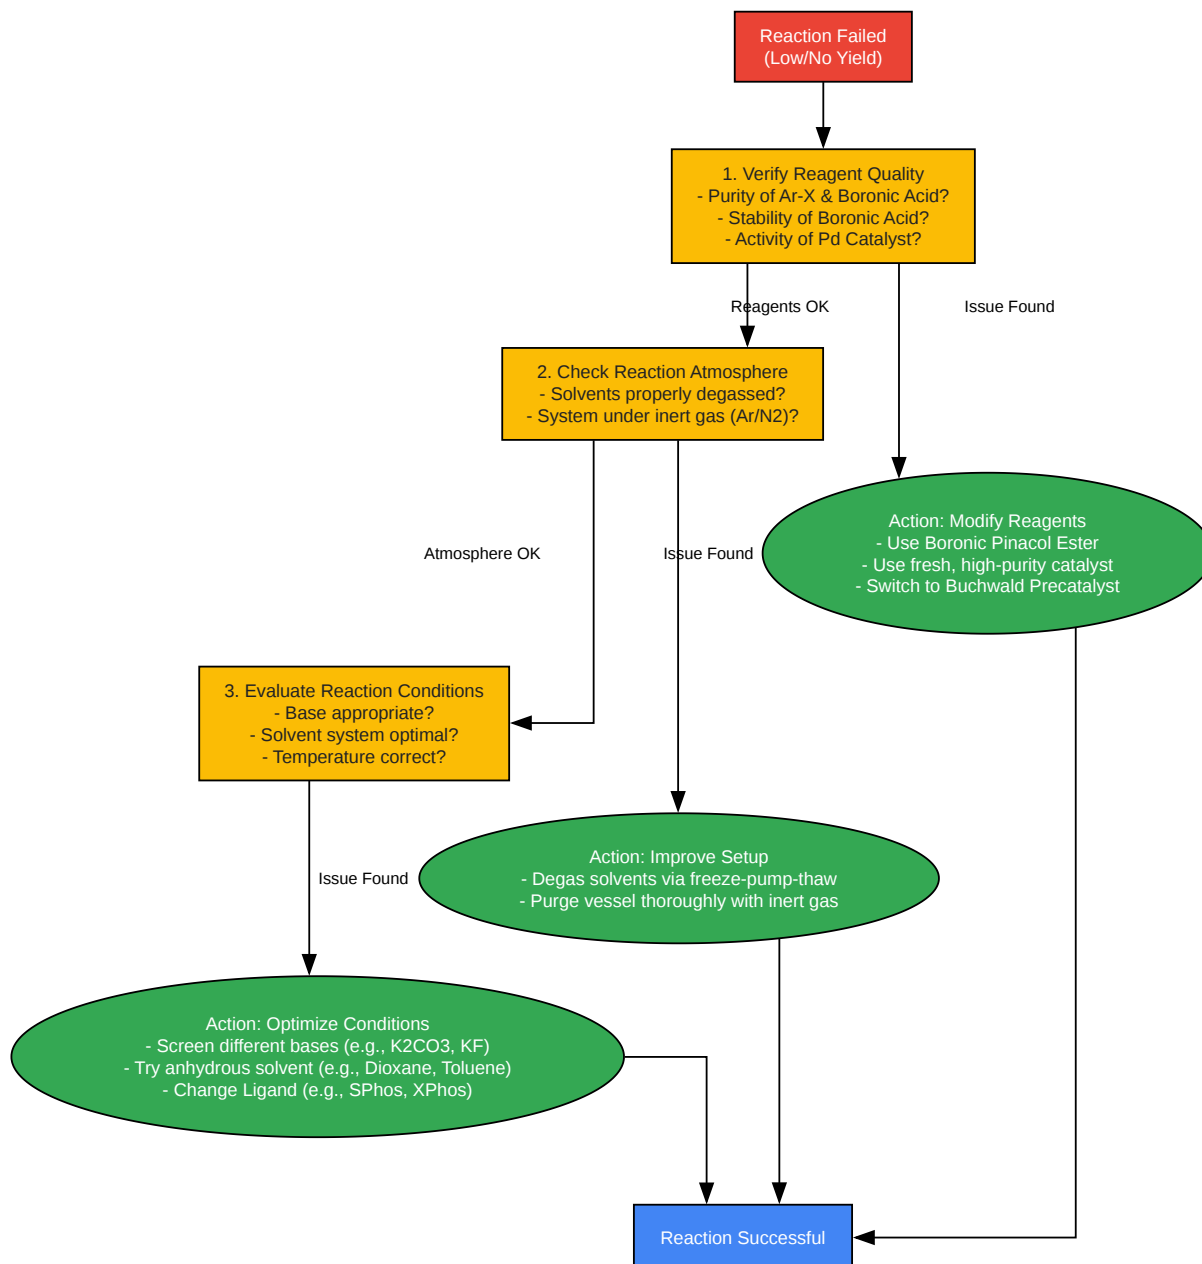 Reaction Failed
(Low/No Yield)
1. Verify Reagent Quality
- Purity of Ar-X & Boronic Acid?
- Stability of Boronic Acid?
- Activity of Pd Catalyst?
Reagents OK
Issue Found
2. Check Reaction Atmosphere
- Solvents properly degassed?
- System under inert gas (Ar/N2)?
Atmosphere OK
Issue Found
Action: Modify Reagents
- Use Boronic Pinacol Ester
- Use fresh, high-purity catalyst
- Switch to Buchwald Precatalyst
3. Evaluate Reaction Conditions
- Base appropriate?
- Solvent system optimal?
- Temperature correct?
Issue Found
Action: Improve Setup
- Degas solvents via freeze-pump-thaw
- Purge vessel thoroughly with inert gas
Action: Optimize Conditions
- Screen different bases (e.g., K2CO3, KF)
- Try anhydrous solvent (e.g., Dioxane, Toluene)
- Change Ligand (e.g., SPhos, XPhos)
Reaction Successful